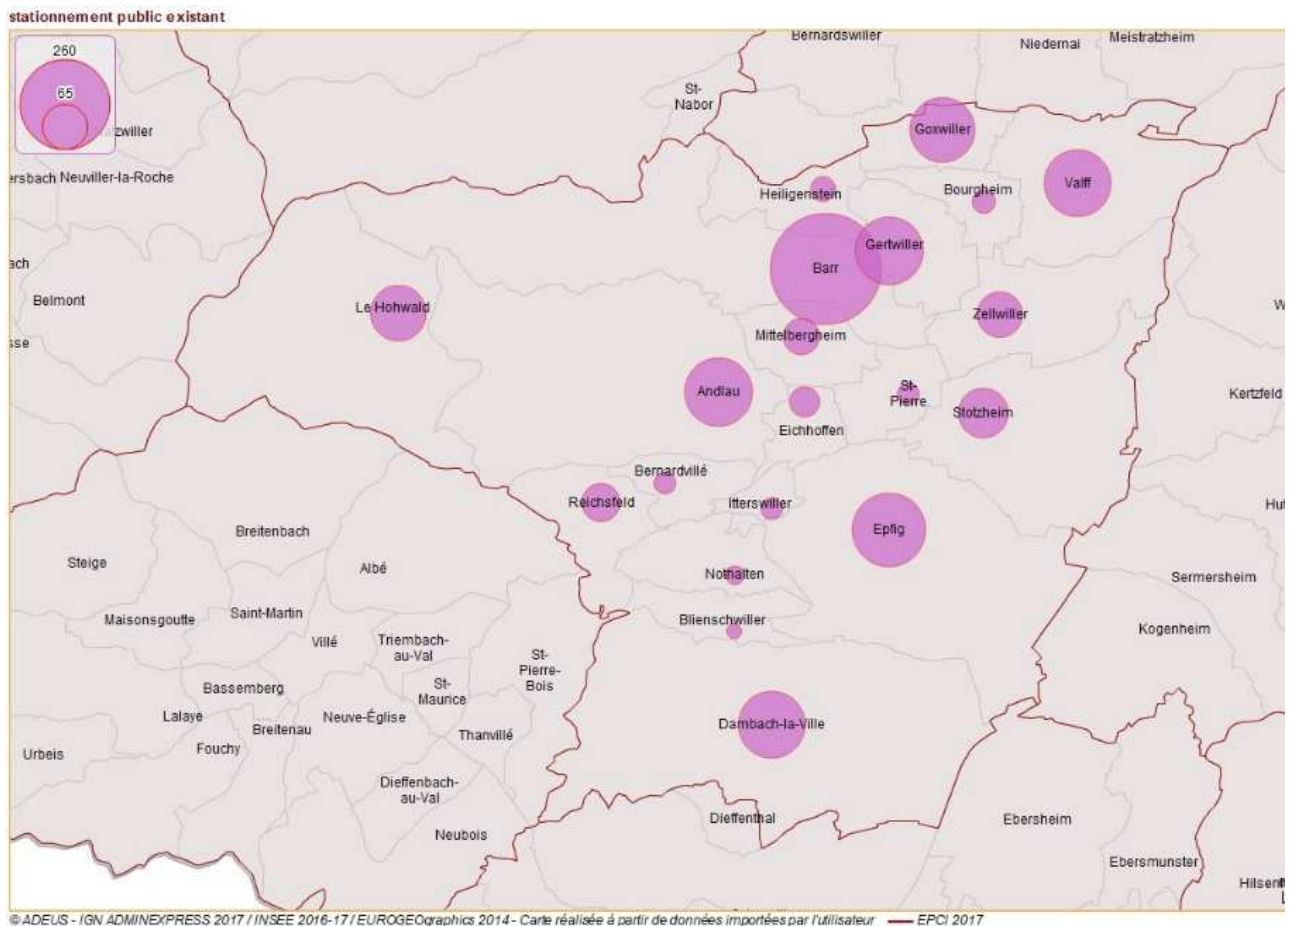 stationnement public existant
260
65
Bernardswiller
Niedernai
Meistratzheim
St-
Nabor
Goxwiller
zwiller
Neuviller-la-Roche
Heiligenstein
Bourgheim
Valff
Gertwiller
Barr
Belmont
Le Hohwald
Zellwiller
Mittelbergheim
Andlau
St-
Pierre
Kertzfeld
Stotzheim
Eichhoffen
Bernardvillé
Reichsfeld
Itterswiller
Epfig
Breitenbach
Steige
Albé
Nothalten
Sermersheim
Maisonsgoutte
Saint-Martin
Blienschwiller
Kogenheim
Villé
Triembach-
au-Val
St-
Pierre-
Bois
Bassemberg
St-
Maurice
Lalaye
Neuve-Église
Breitenau
Dambach-la-Ville
Thanvillé
Fouchy
Urbeis
Dieffenbach-
au-Val
Dieffenthal
Ebersheim
Neubois
Ebersmunster
© ADEUS - IGN ADMINEXPRESS 2017 / INSEE 2016-17 / EUROGEOgraphics 2014 - Carte réalisée à partir de données importées par l'utilisateur EPCI 2017